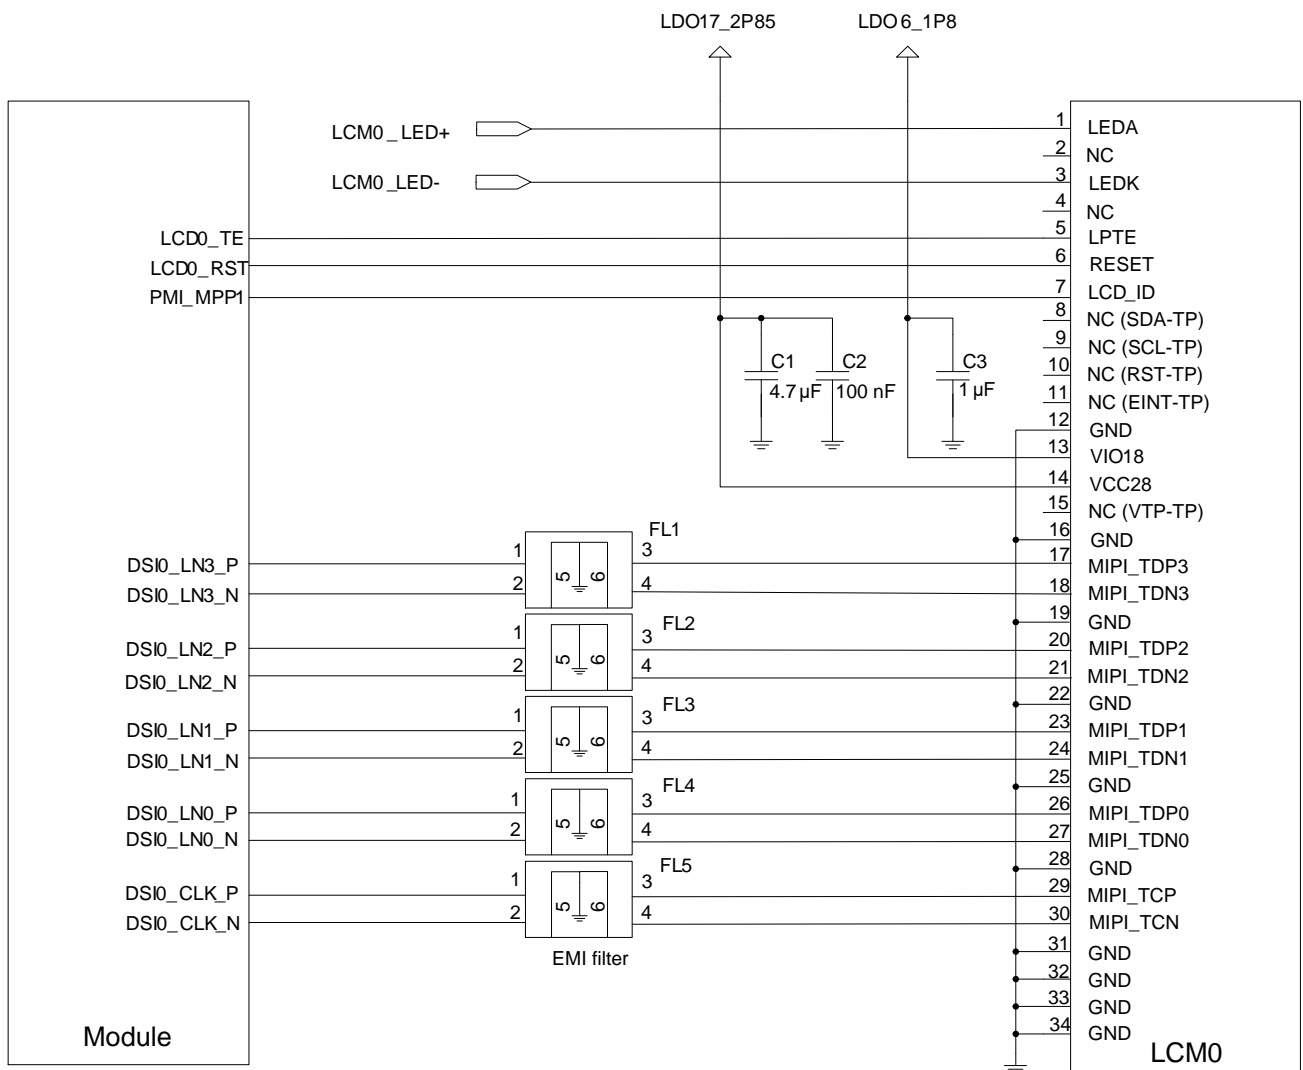 LDO17_2P85
LDO6_1P8
LCM0_LED+
LCM0_LED-
LCD0_TE
LCD0_RST
PMI_MPP1
C1
4.7 µF
C2
100 nF
C3
1 µF
1 LEDA
2 NC
3 LEDK
4 NC
5 LPTE
6 RESET
7 LCD_ID
8 NC (SDA-TP)
9 NC (SCL-TP)
10 NC (RST-TP)
11 NC (EINT-TP)
12 GND
13 VIO18
14 VCC28
15 NC (VTP-TP)
16 GND
17 MIPI_TDP3
18 MIPI_TDN3
19 GND
20 MIPI_TDP2
21 MIPI_TDN2
22 GND
23 MIPI_TDP1
24 MIPI_TDN1
25 GND
26 MIPI_TDP0
27 MIPI_TDN0
28 GND
29 MIPI_TCP
30 MIPI_TCN
31 GND
32 GND
33 GND
34 GND
DSI0_LN3_P
DSI0_LN3_N
1 2 5 6 3 4 FL1
DSI0_LN2_P
DSI0_LN2_N
1 2 5 6 3 4 FL2
DSI0_LN1_P
DSI0_LN1_N
1 2 5 6 3 4 FL3
DSI0_LN0_P
DSI0_LN0_N
1 2 5 6 3 4 FL4
DSI0_CLK_P
DSI0_CLK_N
1 2 5 6 3 4 FL5
EMI filter
Module
LCM0